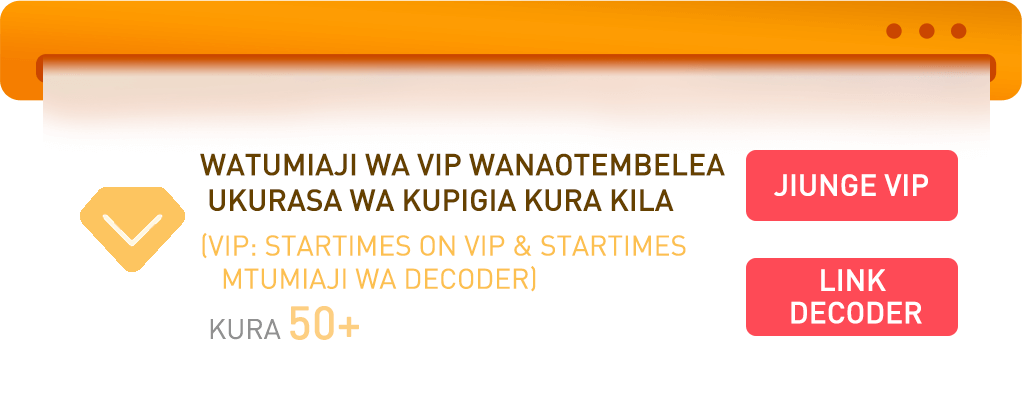 WATUMIAJI WA VIP WANAOTEMBELEA
UKURASA WA KUPIGIA KURA KILA
(VIP: STARTIMES ON VIP & STARTIMES
MTUMIAJI WA DECODER)
KURA 50+
JIUNGE VIP
LINK
DECODER